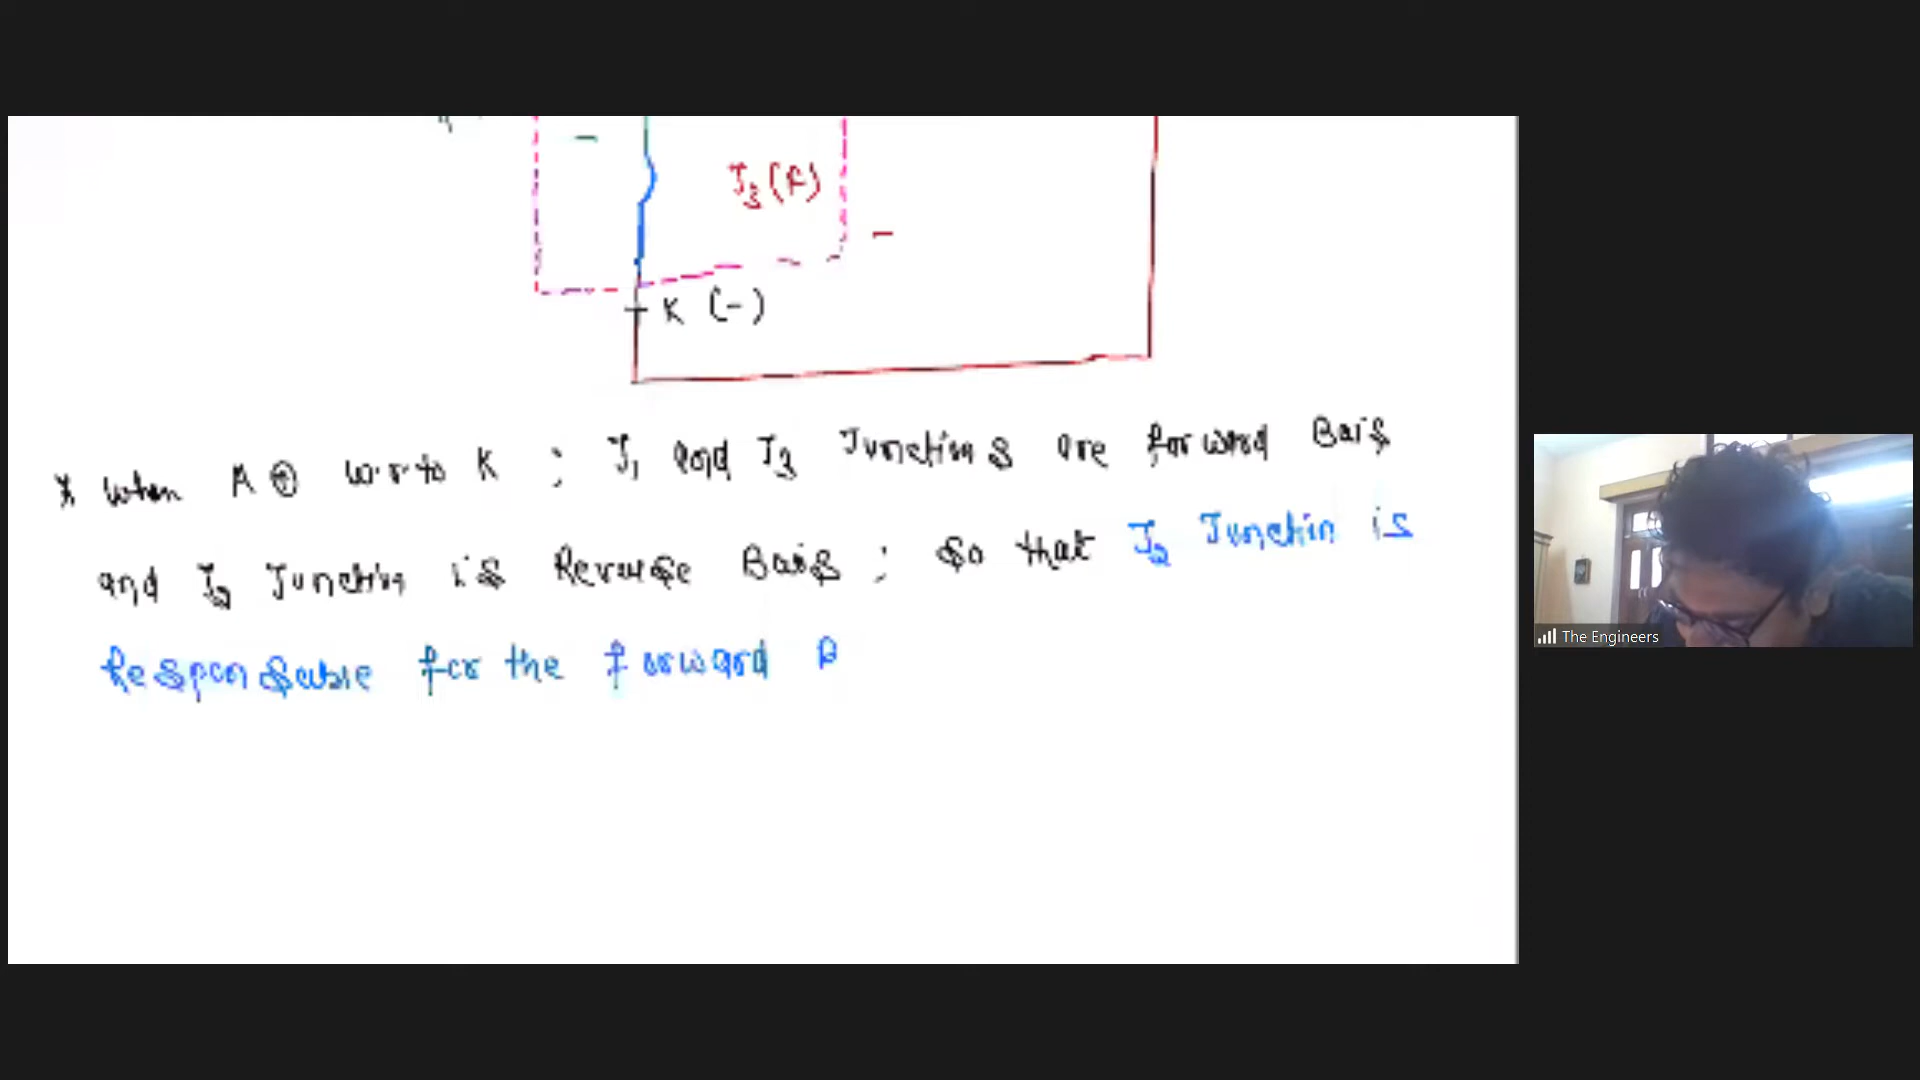 J3 (F)
-
-
K (-)
* when A ⊕ w.r.to K ; J1 and J3 Junctions are forward Bais
and J2 Junction is Reverse Bais ; so that J2 Junction is
Responsable for the forward B
The Engineers